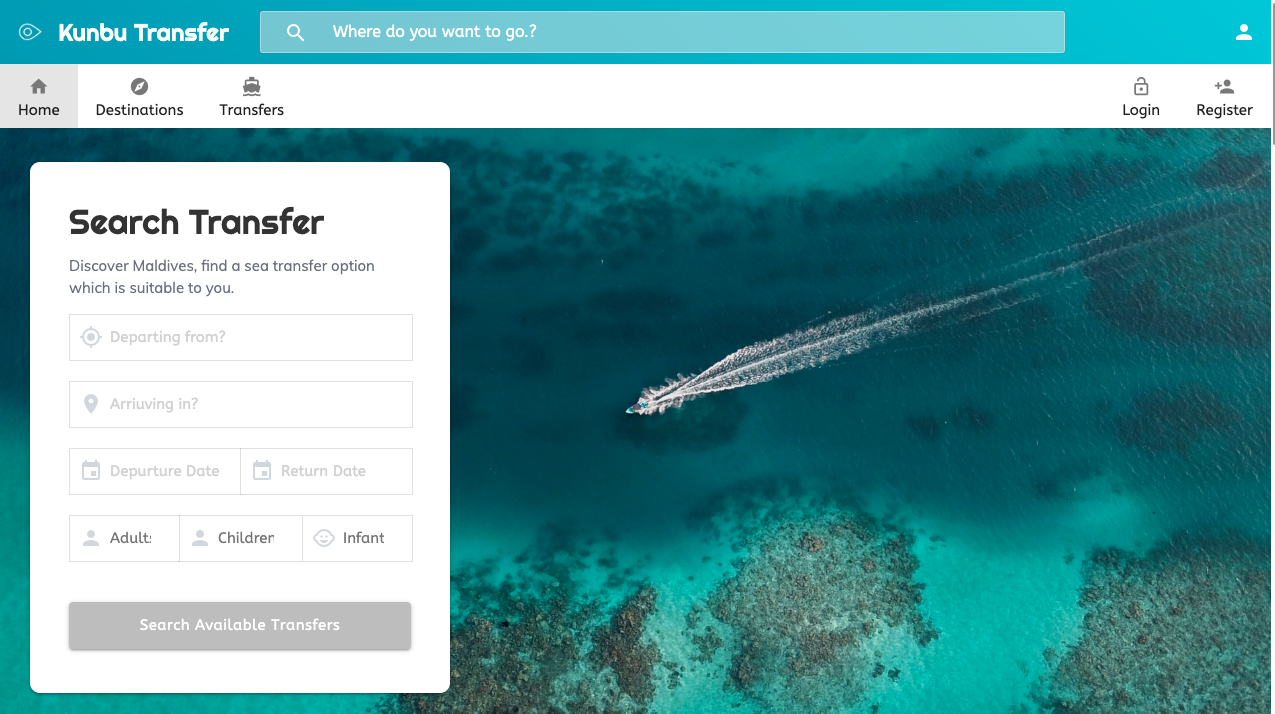 Kunbu Transfer
Where do you want to go.?
Home
Destinations
Transfers
Login
Register
Search Transfer
Discover Maldives, find a sea transfer option
which is suitable to you.
Departing from?
Arriuving in?
Depurture Date
Return Date
Adults
Children
Infant
Search Available Transfers